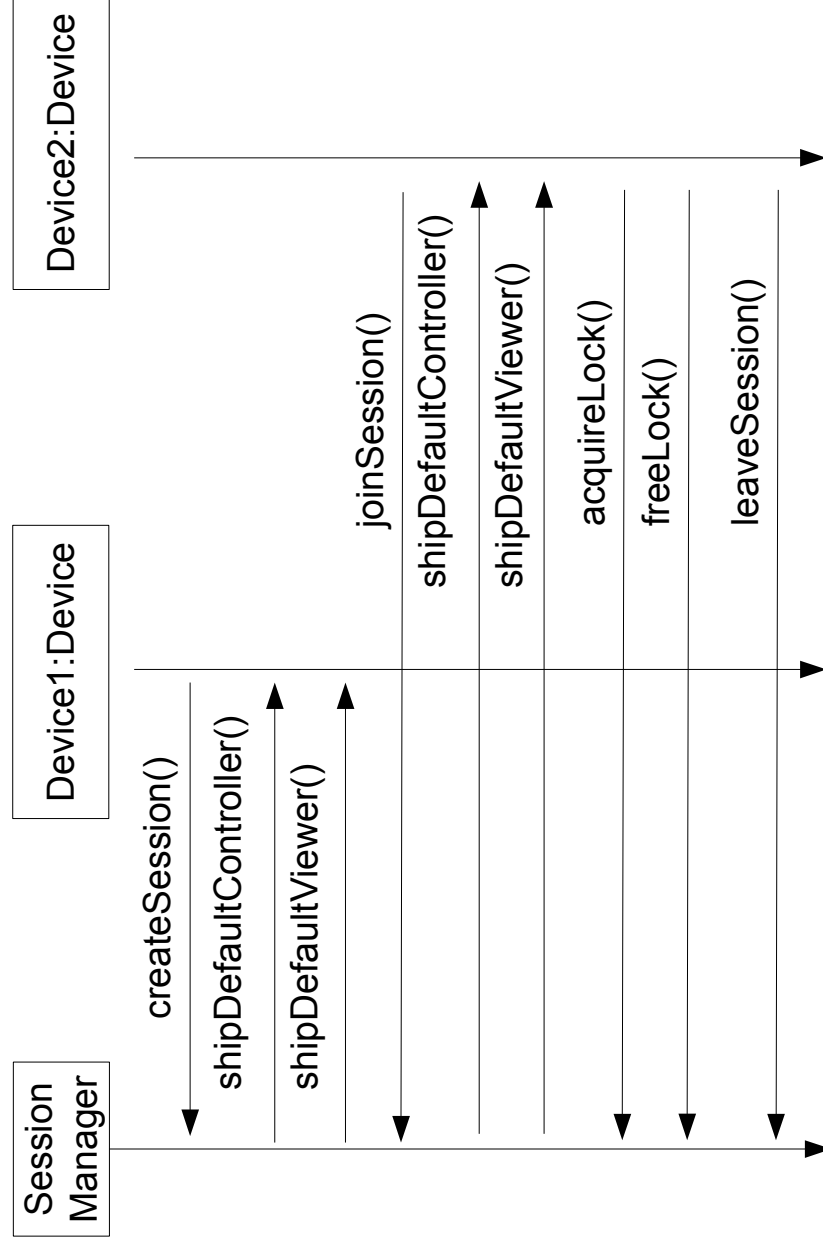 Session
Manager
Device1:Device
Device2:Device
createSession()
shipDefaultController()
shipDefaultViewer()
joinSession()
shipDefaultController()
shipDefaultViewer()
acquireLock()
freeLock()
leaveSession()